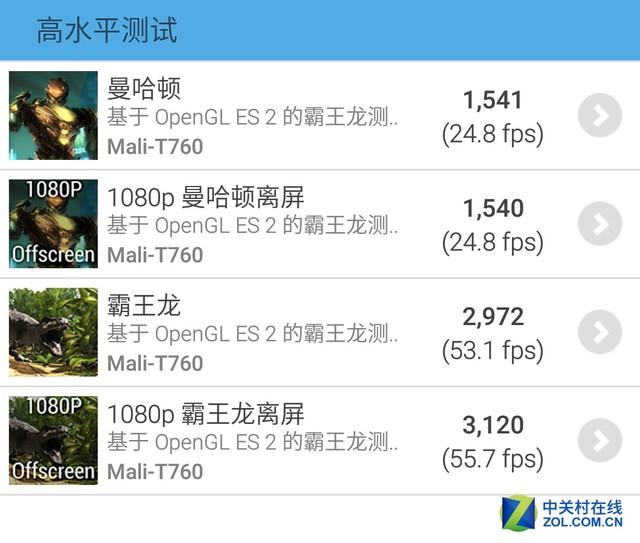 高水平测试
曼哈顿
基于 OpenGL ES 2 的霸王龙测..
Mali-T760
1,541
(24.8 fps)
1080P
Offscreen
1080p 曼哈顿离屏
基于 OpenGL ES 2 的霸王龙测..
Mali-T760
1,540
(24.8 fps)
霸王龙
基于 OpenGL ES 2 的霸王龙测..
Mali-T760
2,972
(53.1 fps)
1080P
Offscreen
1080p 霸王龙离屏
基于 OpenGL ES 2 的霸王龙测..
Mali-T760
3,120
(55.7 fps)
Z
中关村在线
ZOL.COM.CN